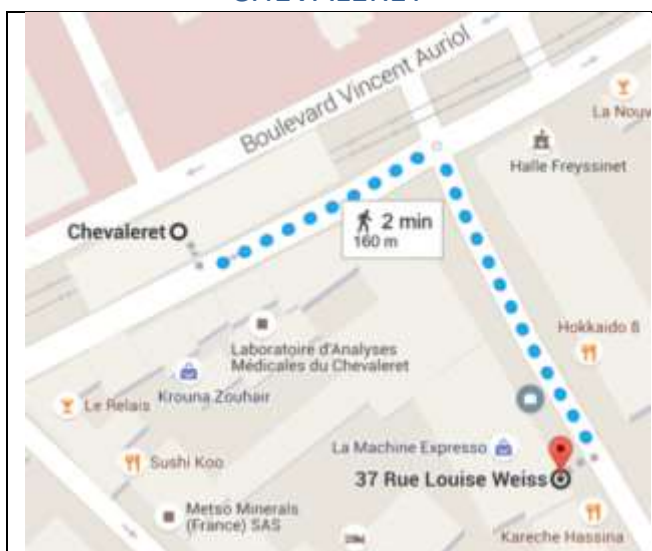 CHEVALERET
Boulevard Vincent Auriol
La Nouv
Halle Freyssinet
Chevaleret
2 min
160 m
Hokkaido 8
Laboratoire d'Analyses
Médicales du Chevaleret
Krouna Zouhair
Le Relais
La Machine Expresso
Sushi Koo
37 Rue Louise Weiss
Metso Minerals
(France) SAS
Kareche Hassina